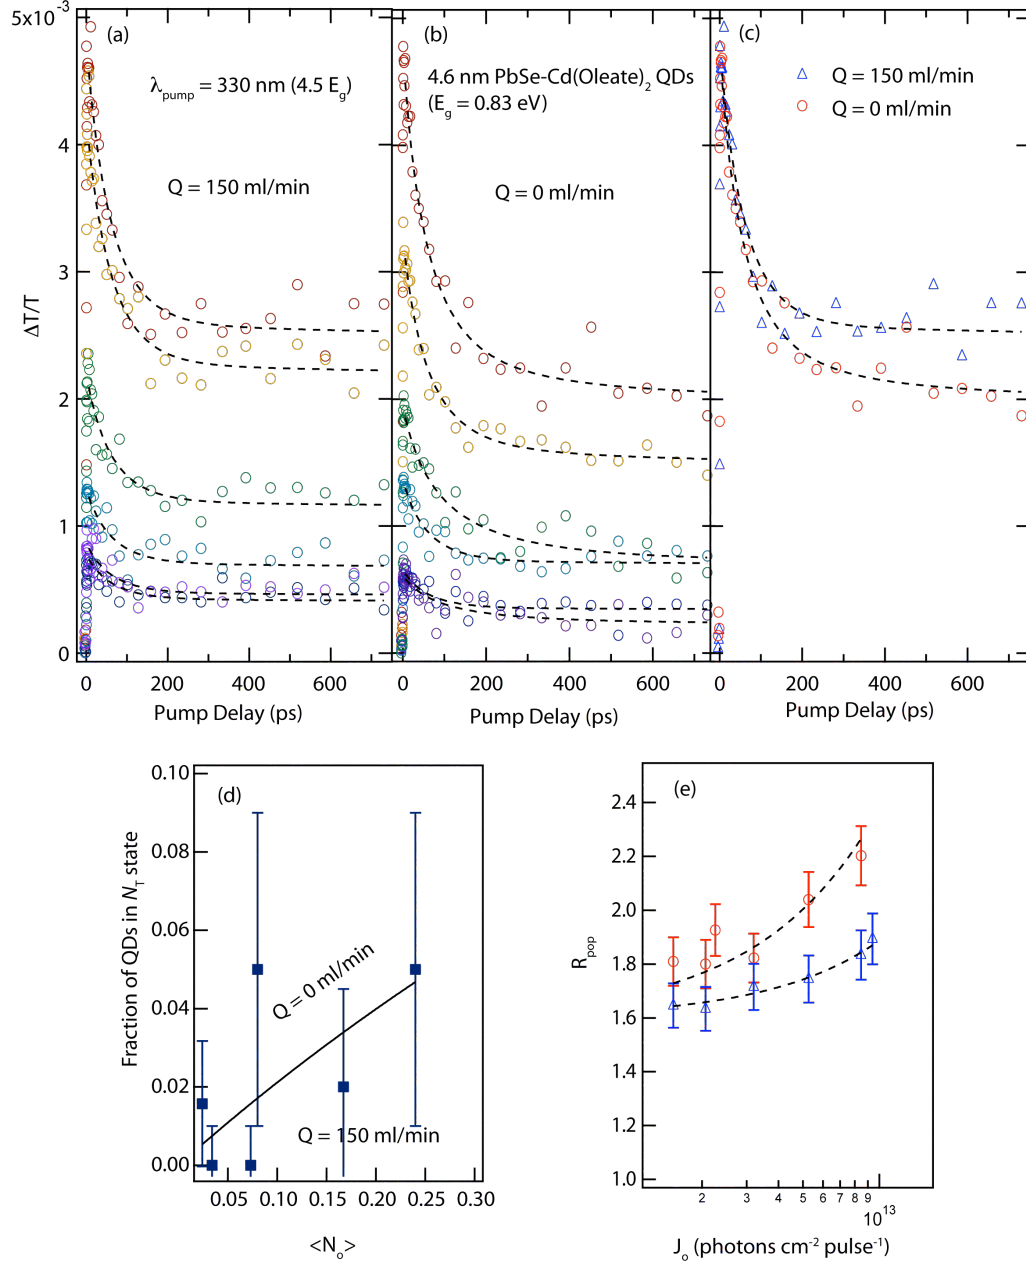 5x10⁻³
(a)
(b)
(c)
λpump = 330 nm (4.5 Eg)
4.6 nm PbSe-Cd(Oleate)₂ QDs
(Eg = 0.83 eV)
Q = 150 ml/min
Q = 0 ml/min
Q = 150 ml/min
Q = 0 ml/min
4
3
2
1
0
ΔT/T
0 200 400 600
0 200 400 600
0 200 400 600
Pump Delay (ps)
Pump Delay (ps)
Pump Delay (ps)
(d)
0.10
0.08
0.06
0.04
0.02
0.00
Fraction of QDs in NT state
Q = 0 ml/min
Q = 150 ml/min
0.05 0.10 0.15 0.20 0.25 0.30
<No>
(e)
2.4
2.2
2.0
1.8
1.6
1.4
1.2
1.0
Rpop
2 3 4 5 6 7 8 9
10¹³
Jo (photons cm⁻² pulse⁻¹)